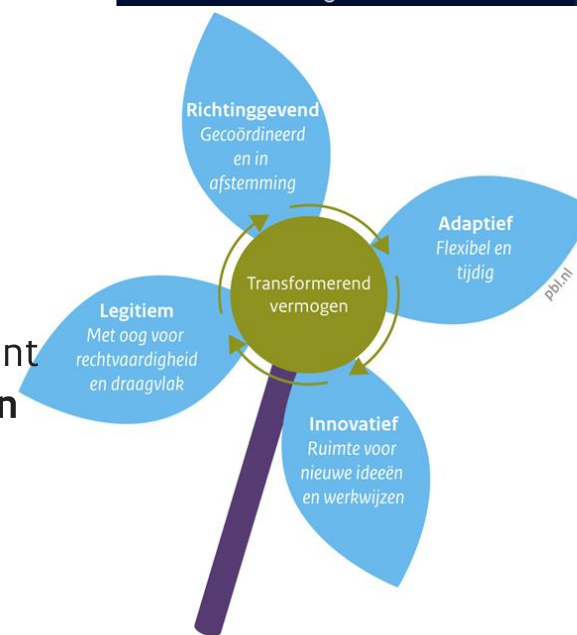 Richtinggevend
Gecoördineerd
en in
afstemming
Adaptief
Flexibel en
tijdig
pbl.nl
Transformerend
vermogen
Legitiem
Met oog voor
rechtvaardigheid
en draagvlak
nt
n
Innovatief
Ruimte voor
nieuwe ideeën
en werkwijzen